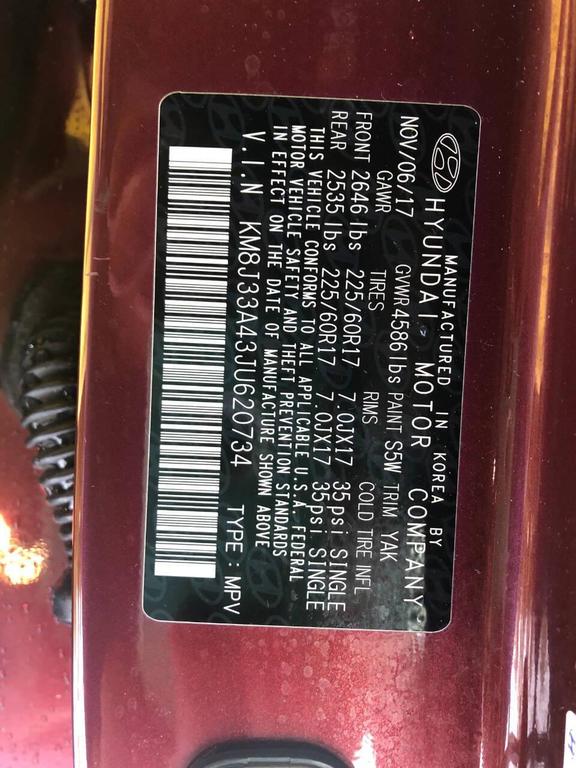 MANUFACTURED IN KOREA BY
HYUNDAI MOTOR COMPANY
NOV/06/17 GVWR 4586 lbs PAINT S5W TRIM YAK
GAWR TIRES RIMS COLD TIRE INFL
FRONT 2646 lbs 225/60R17 7.0JX17 35psi SINGLE
REAR 2535 lbs 225/60R17 7.0JX17 35psi SINGLE
THIS VEHICLE CONFORMS TO ALL APPLICABLE U.S.A. FEDERAL
MOTOR VEHICLE SAFETY AND THEFT PREVENTION STANDARDS
IN EFFECT ON THE DATE OF MANUFACTURE SHOWN ABOVE
V.I.N KM8J33A43JU620734 TYPE : MPV